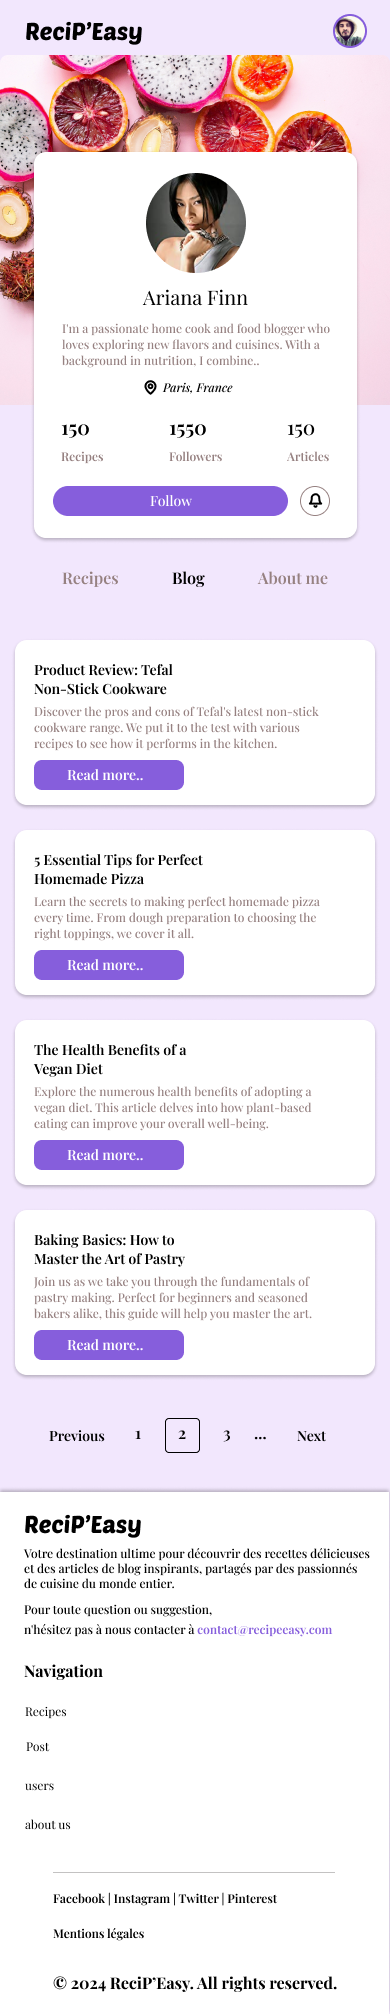 ReciP'Easy
Ariana Finn
I'm a passionate home cook and food blogger who
loves exploring new flavors and cuisines. With a
background in nutrition, I combine..
Paris, France
150 1550 150
Recipes Followers Articles
Follow
Recipes Blog About me
Product Review: Tefal
Non-Stick Cookware
Discover the pros and cons of Tefal's latest non-stick
cookware range. We put it to the test with various
recipes to see how it performs in the kitchen.
Read more..
5 Essential Tips for Perfect
Homemade Pizza
Learn the secrets to making perfect homemade pizza
every time. From dough preparation to choosing the
right toppings, we cover it all.
Read more..
The Health Benefits of a
Vegan Diet
Explore the numerous health benefits of adopting a
vegan diet. This article delves into how plant-based
eating can improve your overall well-being.
Read more..
Baking Basics: How to
Master the Art of Pastry
Join us as we take you through the fundamentals of
pastry making. Perfect for beginners and seasoned
bakers alike, this guide will help you master the art.
Read more..
Previous 1 2 3 ... Next
ReciP'Easy
Votre destination ultime pour découvrir des recettes délicieuses
et des articles de blog inspirants, partagés par des passionnés
de cuisine du monde entier.
Pour toute question ou suggestion,
n'hésitez pas à nous contacter à contact@recipeeasy.com
Navigation
Recipes
Post
users
about us
Facebook | Instagram | Twitter | Pinterest
Mentions légales
© 2024 ReciP'Easy. All rights reserved.